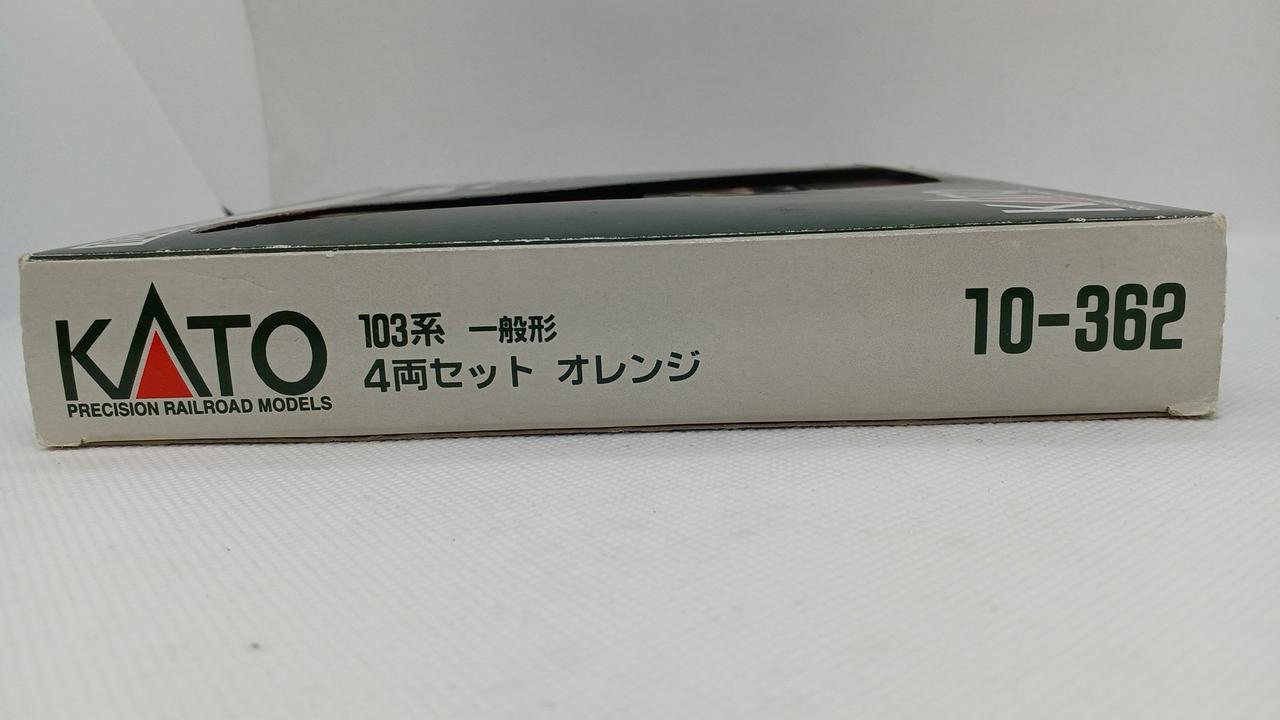 KATO
PRECISION RAILROAD MODELS
103系 一般形
4両セット オレンジ
10-362